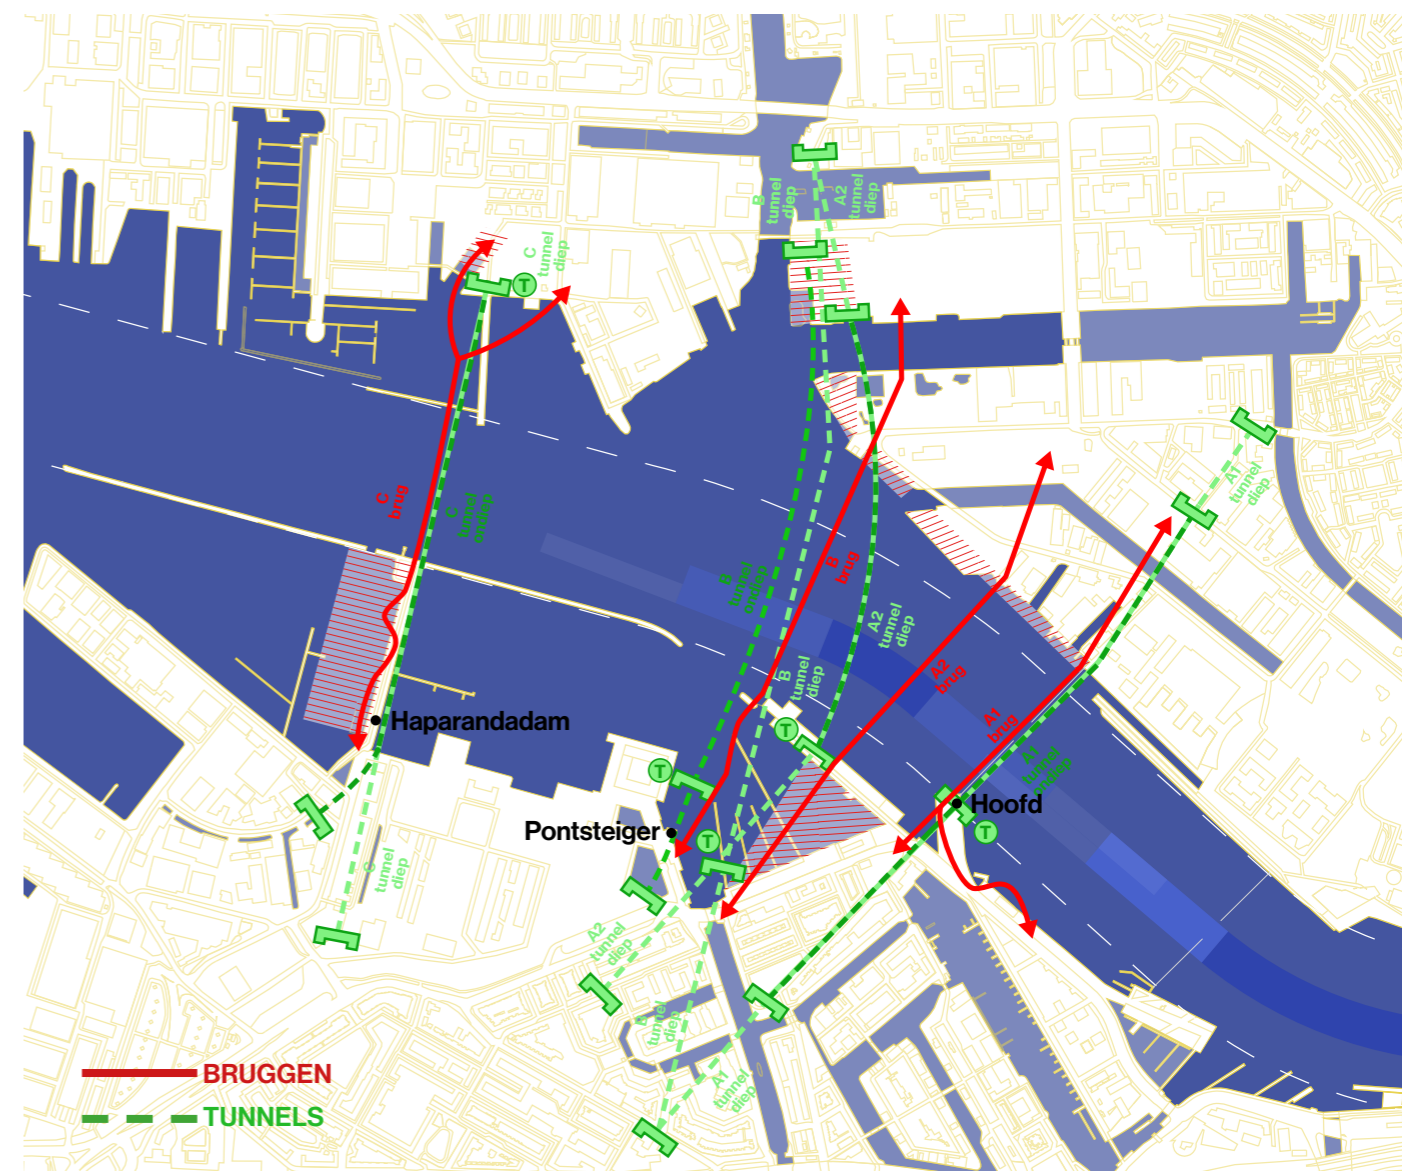 B
tunnel
diep
A2
tunnel
diep
C
tunnel
diep
T
C
brug
C
tunnel
ondiep
A1
tunnel
diep
B
tunnel
ondiep
B
brug
A2
tunnel
diep
B
tunnel
diep
A2
brug
A1
brug
A1
tunnel
ondiep
Haparandadam
T
T
Hoofd
Pontsteiger
T
T
C
tunnel
diep
A2
tunnel
diep
B
tunnel
diep
A1
tunnel
diep
BRUGGEN
TUNNELS